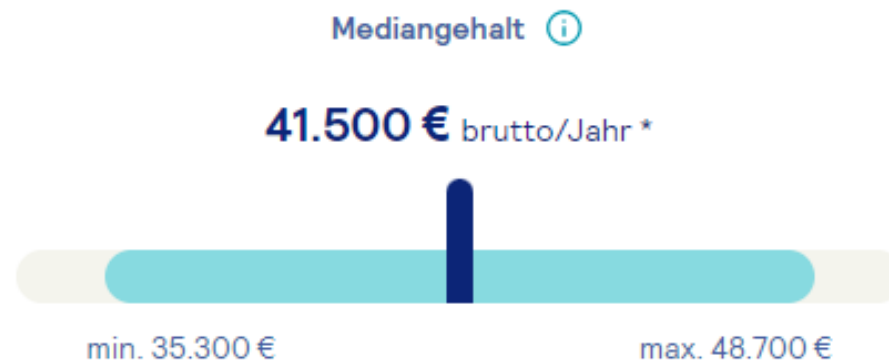 Mediangehalt
41.500 € brutto/Jahr *
min. 35.300 € max. 48.700 €